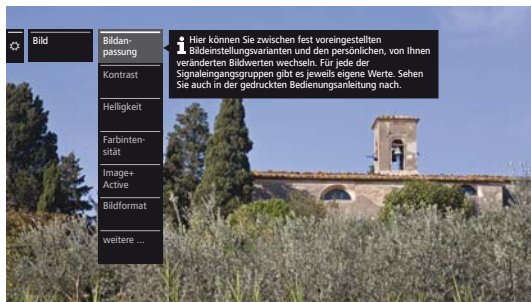 Bild
Bildan-
passung
Kontrast
Helligkeit
Farbinten-
sität
Image+
Active
Bildformat
weitere ...
Hier können Sie zwischen fest voreingestellten
Bildeinstellungsvarianten und den persönlichen, von Ihnen
veränderten Bildwerten wechseln. Für jede der
Signaleingangsgruppen gibt es jeweils eigene Werte. Sehen
Sie auch in der gedruckten Bedienungsanleitung nach.